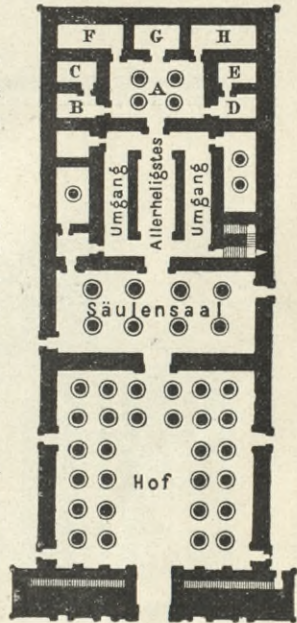 F G H
C A E
B D
Umgang Allerheiligstes Umgang
Säulensaal
Hof